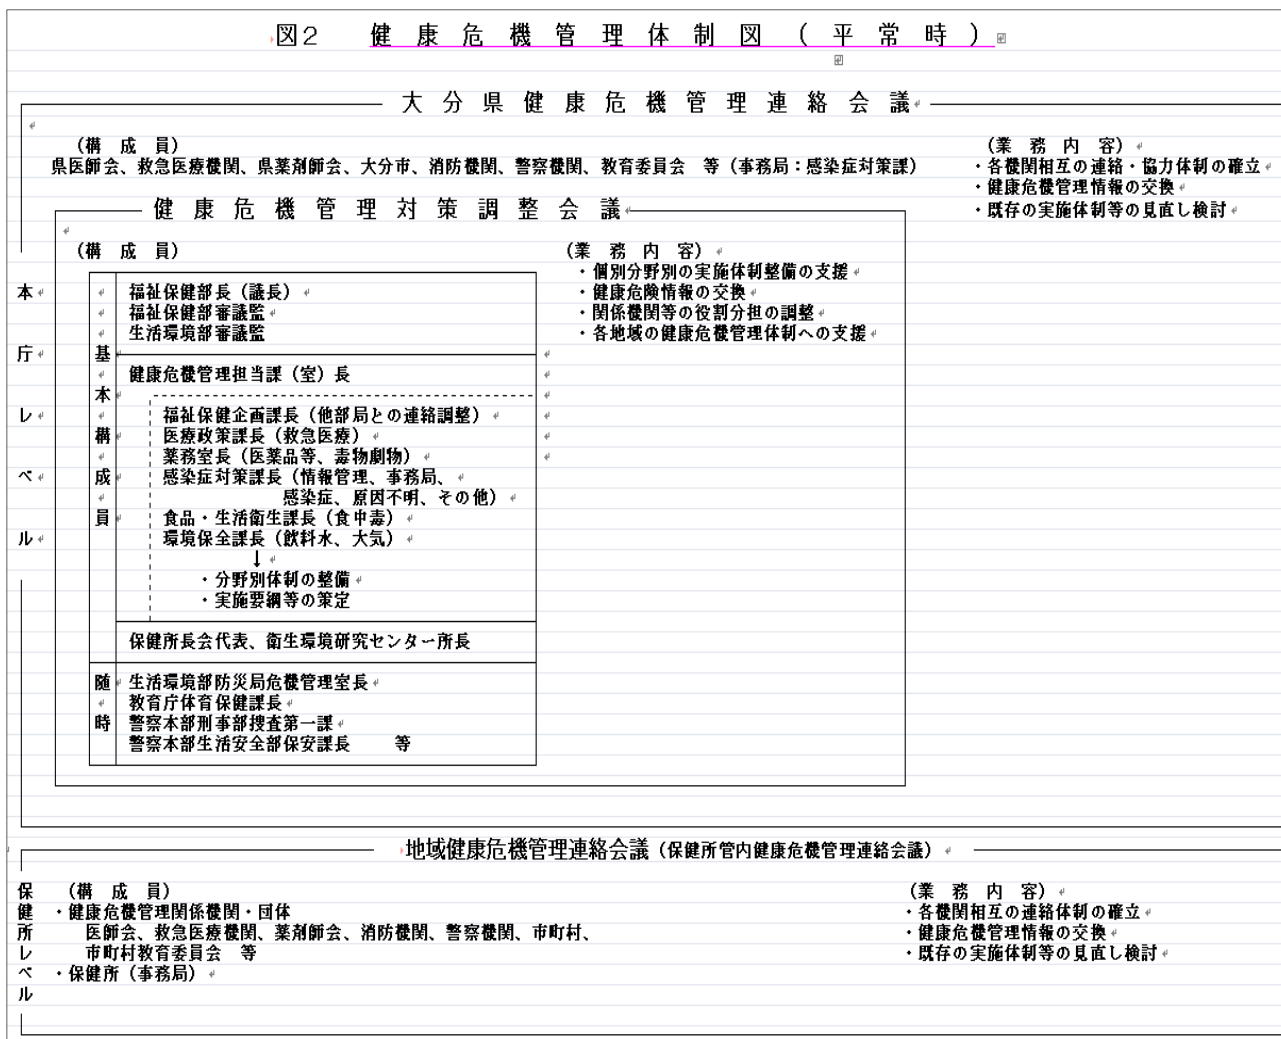 図2　健康危機管理体制図(平常時)
大分県健康危機管理連絡会議
(構成員)
県医師会、救急医療機関、県薬剤師会、大分市、消防機関、警察機関、教育委員会　等(事務局：感染症対策課)
(業務内容)
・各機関相互の連絡・協力体制の確立
・健康危機管理情報の交換
・既存の実施体制等の見直し検討
本庁レベル
健康危機管理対策調整会議
(構成員)
基本構成員
福祉保健部長(議長)
福祉保健部審議監
生活環境部審議監
健康危機管理担当課(室)長
福祉保健企画課長(他部局との連絡調整)
医療政策課長(救急医療)
薬務室長(医薬品等、毒物劇物)
感染症対策課長(情報管理、事務局、
感染症、原因不明、その他)
食品・生活衛生課長(食中毒)
環境保全課長(飲料水、大気)
↓
・分野別体制の整備
・実施要綱等の策定
保健所長会代表、衛生環境研究センター所長
随時
生活環境部防災局危機管理室長
教育庁体育保健課長
警察本部刑事部捜査第一課
警察本部生活安全部保安課長　等
(業務内容)
・個別分野別の実施体制整備の支援
・健康危険情報の交換
・関係機関等の役割分担の調整
・各地域の健康危機管理体制への支援
地域健康危機管理連絡会議(保健所管内健康危機管理連絡会議)
保健所レベル
(構成員)
・健康危機管理関係機関・団体
医師会、救急医療機関、薬剤師会、消防機関、警察機関、市町村、
市町村教育委員会　等
・保健所(事務局)
(業務内容)
・各機関相互の連絡体制の確立
・健康危機管理情報の交換
・既存の実施体制等の見直し検討